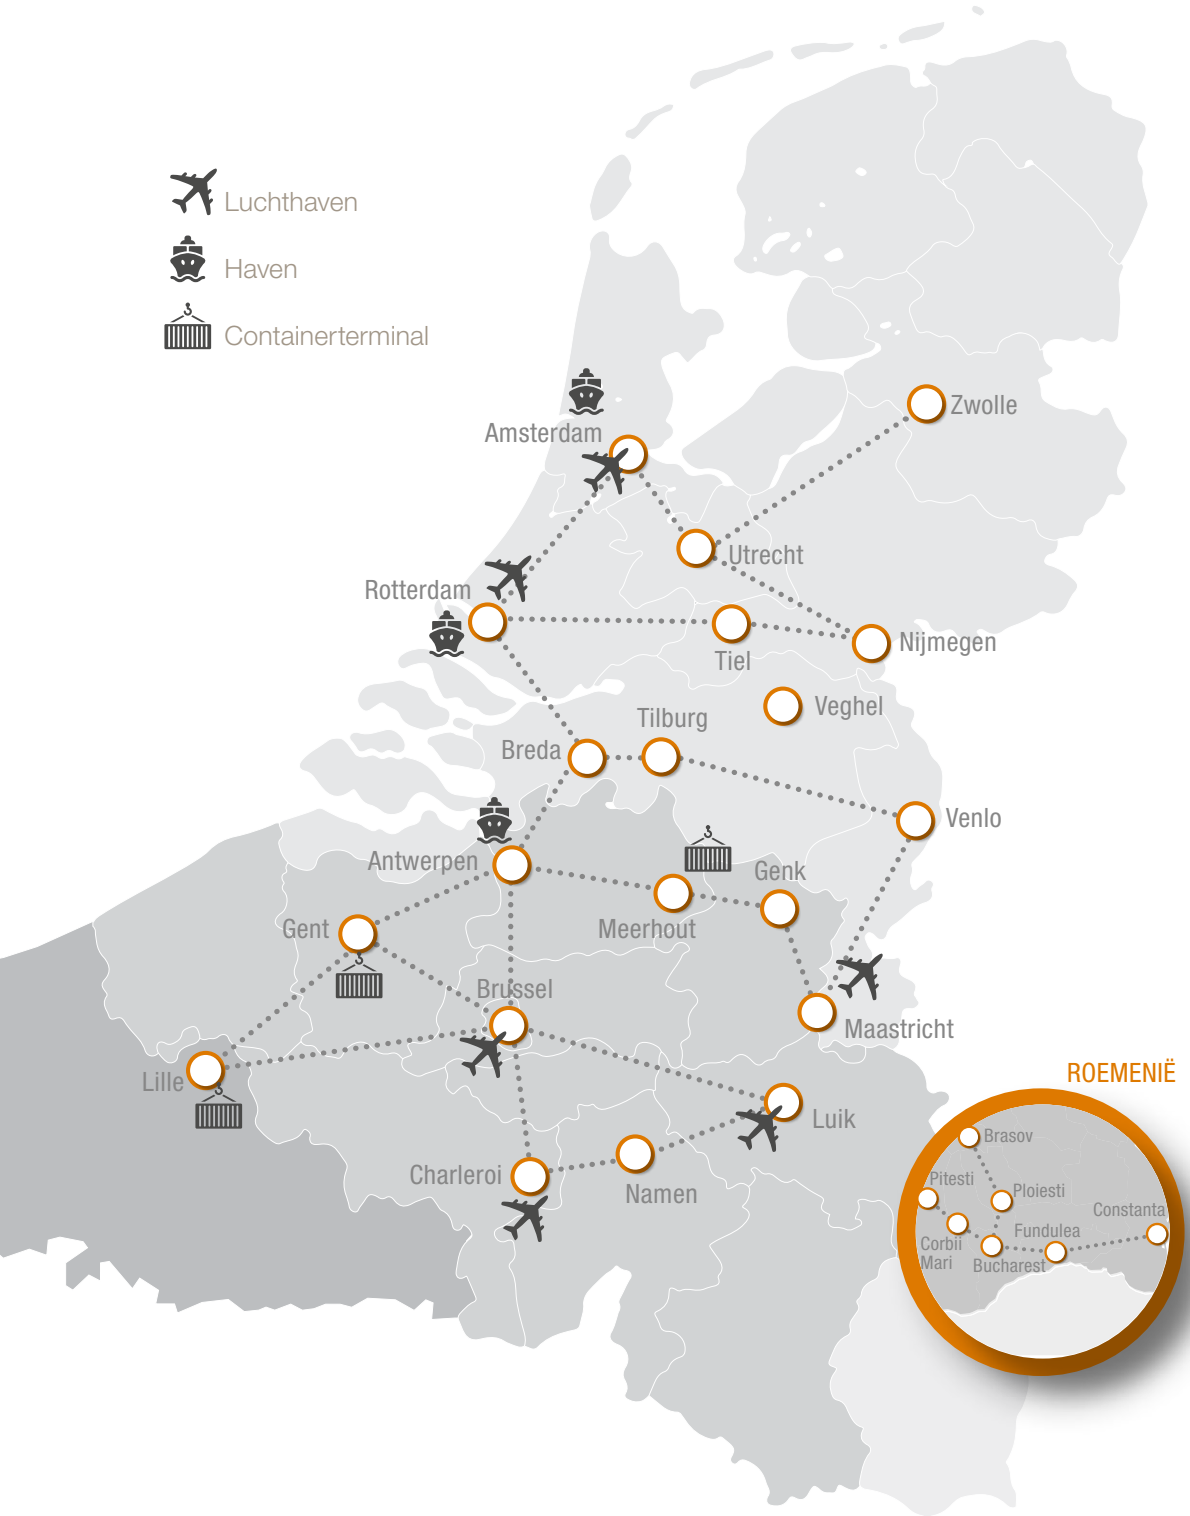 Luchthaven
Haven
Containerterminal
Zwolle
Amsterdam
Utrecht
Rotterdam
Nijmegen
Tiel
Veghel
Tilburg
Breda
Venlo
Antwerpen
Genk
Gent
Meerhout
Brussel
Maastricht
Lille
ROEMENIË
Luik
Brasov
Charleroi
Pitesti
Namen
Ploiesti
Constanta
Fundulea
Corbii
Mari
Bucharest